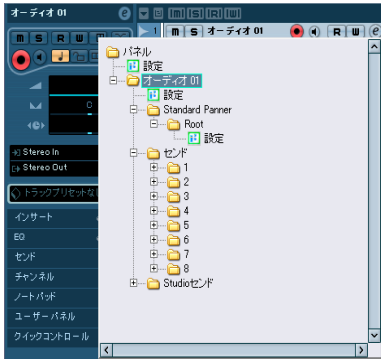 オーディオ 01
M S R W
0
Stereo In
Stereo Out
トラックプリセットな
インサート
EQ
センド
チャンネル
ノートパッド
ユーザーパネル
クイックコントロール
M S R W
1 M S オーディオ 01 R W
パネル
設定
オーディオ 01
設定
Standard Panner
Root
設定
センド
1
2
3
4
5
6
7
8
Studioセンド